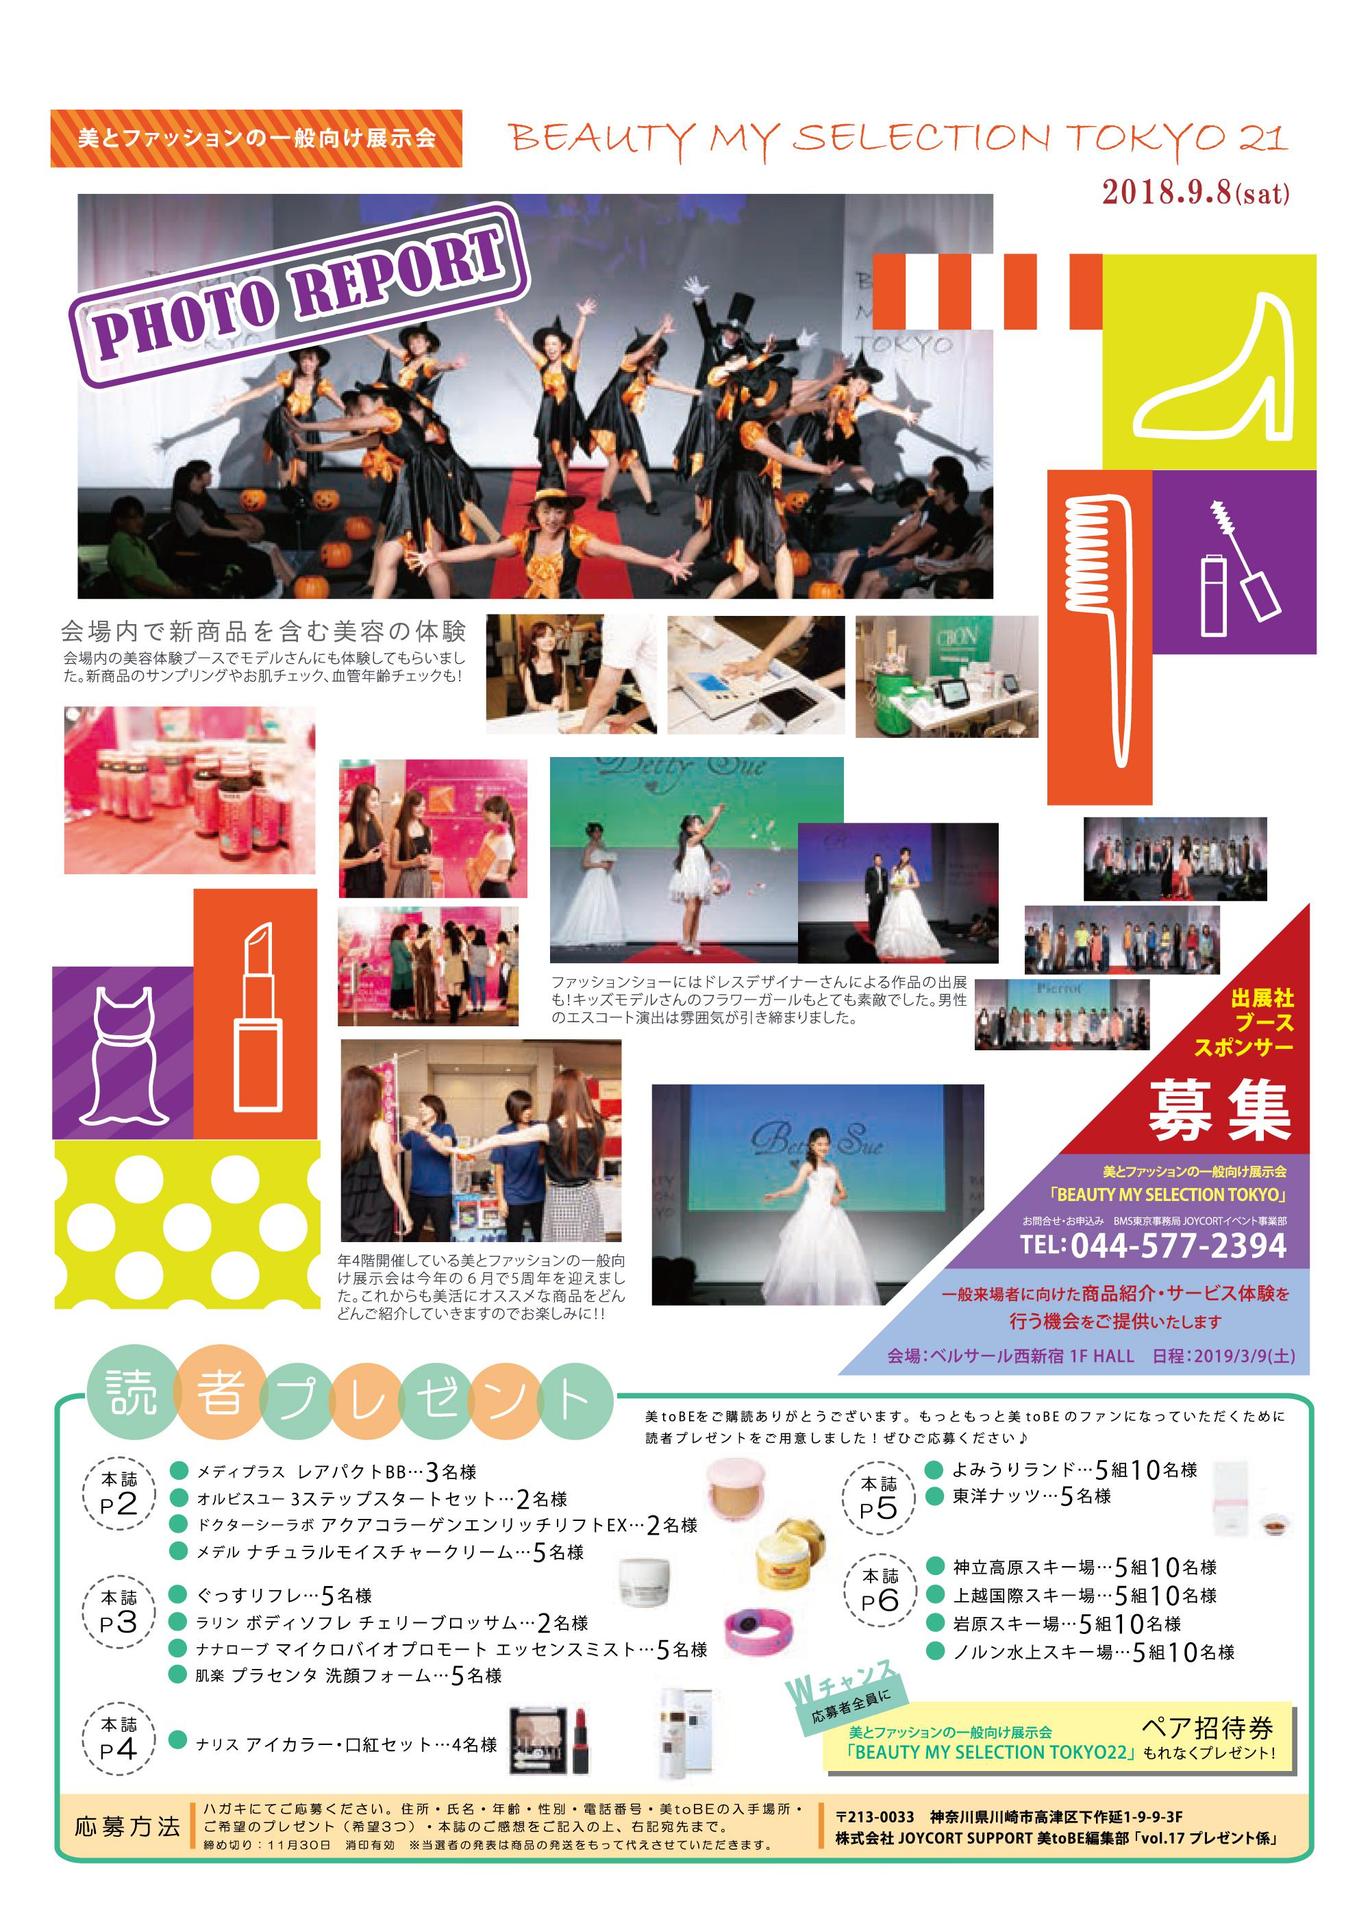 美とファッションの一般向け展示会
BEAUTY MY SELECTION TOKYO 21
2018.9.8(sat)
PHOTO REPORT
TOKYO
会場内で新商品を含む美容の体験
会場内の美容体験ブースでモデルさんにも体験してもらいまし
た。新商品のサンプリングやお肌チェック、血管年齢チェックも!
CBON
Betty Sue
ファッションショーにはドレスデザイナーさんによる作品の出展
も!キッズモデルさんのフラワーガールもとても素敵でした。男性
のエスコート演出は雰囲気が引き締まりました。
Pierrot
Betty Sue
年4階開催している美とファッションの一般向
け展示会は今年の6月で5周年を迎えまし
た。これからも美活にオススメな商品をどん
どんご紹介していきますのでお楽しみに!!
出展社
ブース
スポンサー
募集
美とファッションの一般向け展示会
「BEAUTY MY SELECTION TOKYO」
お問合せ・お申込み BMS東京事務局 JOYCORTイベント事業部
TEL:044-577-2394
一般来場者に向けた商品紹介・サービス体験を
行う機会をご提供いたします
会場:ベルサール西新宿 1F HALL 日程:2019/3/9(土)
読者プレゼント
美toBEをご購読ありがとうございます。もっともっと美toBEのファンになっていただくために
読者プレゼントをご用意しました!ぜひご応募ください♪
本誌
P2
メディプラス レアパクトBB…3名様
オルビスユー 3ステップスタートセット…2名様
ドクターシーラボ アクアコラーゲンエンリッチリフトEX…2名様
メデル ナチュラルモイスチャークリーム…5名様
本誌
P3
ぐっすリフレ…5名様
ラリン ボディソフレ チェリーブロッサム…2名様
ナナローブ マイクロバイオプロモート エッセンスミスト…5名様
肌楽 プラセンタ 洗顔フォーム…5名様
本誌
P4
ナリス アイカラー・口紅セット…4名様
本誌
P5
よみうりランド…5組10名様
東洋ナッツ…5名様
本誌
P6
神立高原スキー場…5組10名様
上越国際スキー場…5組10名様
岩原スキー場…5組10名様
ノルン水上スキー場…5組10名様
Wチャンス
応募者全員に
美とファッションの一般向け展示会
「BEAUTY MY SELECTION TOKYO22」
ペア招待券
もれなくプレゼント!
応募方法
ハガキにてご応募ください。住所・氏名・年齢・性別・電話番号・美toBEの入手場所・
ご希望のプレゼント(希望3つ)・本誌のご感想をご記入の上、右記宛先まで。
締め切り:11月30日 消印有効 ※当選者の発表は商品の発送をもって代えさせていただきます。
〒213-0033 神奈川県川崎市高津区下作延1-9-9-3F
株式会社 JOYCORT SUPPORT 美toBE編集部「vol.17 プレゼント係」